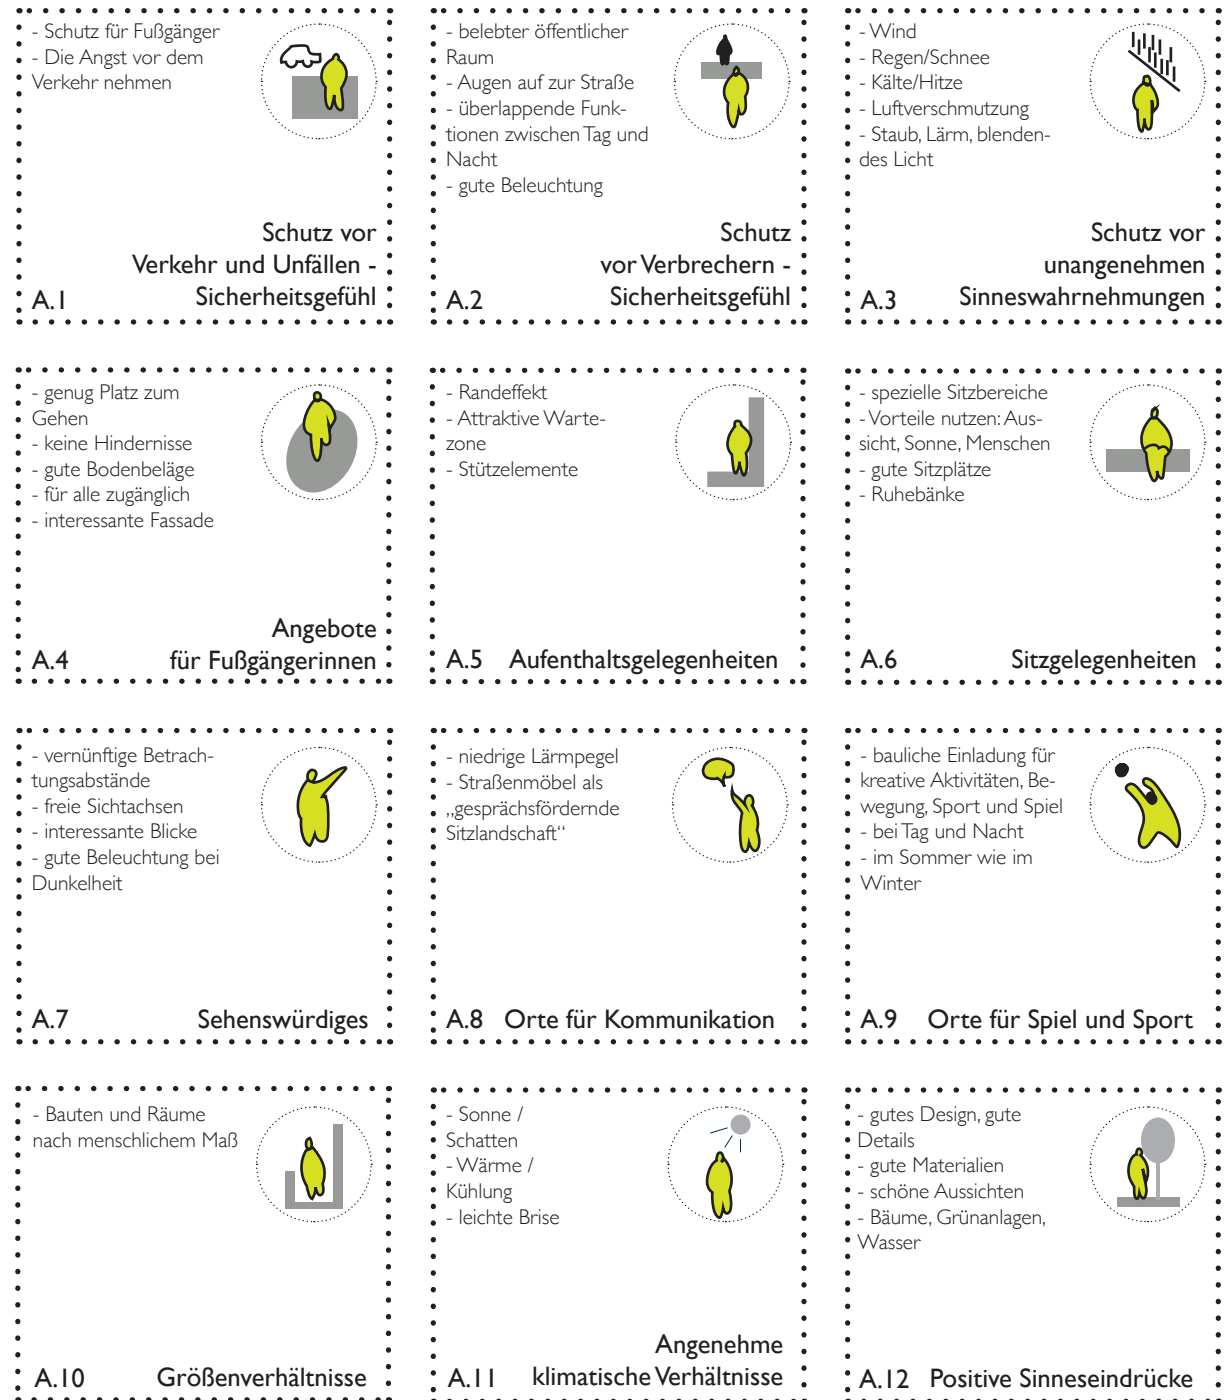 - Schutz für Fußgänger
- Die Angst vor dem
Verkehr nehmen
Schutz vor
Verkehr und Unfällen -
A.1 Sicherheitsgefühl
- belebter öffentlicher
Raum
- Augen auf zur Straße
- überlappende Funk-
tionen zwischen Tag und
Nacht
- gute Beleuchtung
Schutz
vor Verbrechern -
A.2 Sicherheitsgefühl
- Wind
- Regen/Schnee
- Kälte/Hitze
- Luftverschmutzung
- Staub, Lärm, blenden-
des Licht
Schutz vor
unangenehmen
A.3 Sinneswahrnehmungen
- genug Platz zum
Gehen
- keine Hindernisse
- gute Bodenbeläge
- für alle zugänglich
- interessante Fassade
Angebote
A.4 für Fußgängerinnen
- Randeffekt
- Attraktive Warte-
zone
- Stützelemente
A.5 Aufenthaltsgelegenheiten
- spezielle Sitzbereiche
- Vorteile nutzen: Aus-
sicht, Sonne, Menschen
- gute Sitzplätze
- Ruhebänke
A.6 Sitzgelegenheiten
- vernünftige Betrach-
tungsabstände
- freie Sichtachsen
- interessante Blicke
- gute Beleuchtung bei
Dunkelheit
A.7 Sehenswürdiges
- niedrige Lärmpegel
- Straßenmöbel als
„gesprächsfördernde
Sitzlandschaft“
A.8 Orte für Kommunikation
- bauliche Einladung für
kreative Aktivitäten, Be-
wegung, Sport und Spiel
- bei Tag und Nacht
- im Sommer wie im
Winter
A.9 Orte für Spiel und Sport
- Bauten und Räume
nach menschlichem Maß
A.10 Größenverhältnisse
- Sonne /
Schatten
- Wärme /
Kühlung
- leichte Brise
Angenehme
A.11 klimatische Verhältnisse
- gutes Design, gute
Details
- gute Materialien
- schöne Aussichten
- Bäume, Grünanlagen,
Wasser
A.12 Positive Sinneseindrücke